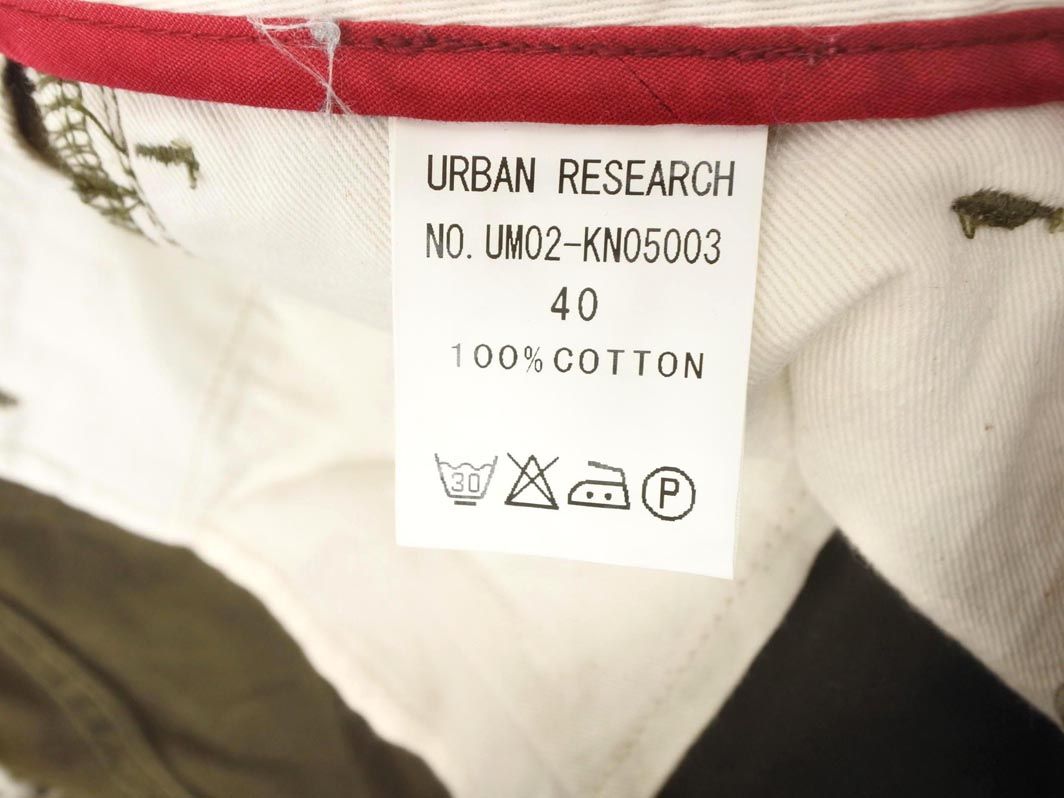 URBAN RESEARCH
NO. UM02-KN05003
40
100% COTTON
30 P